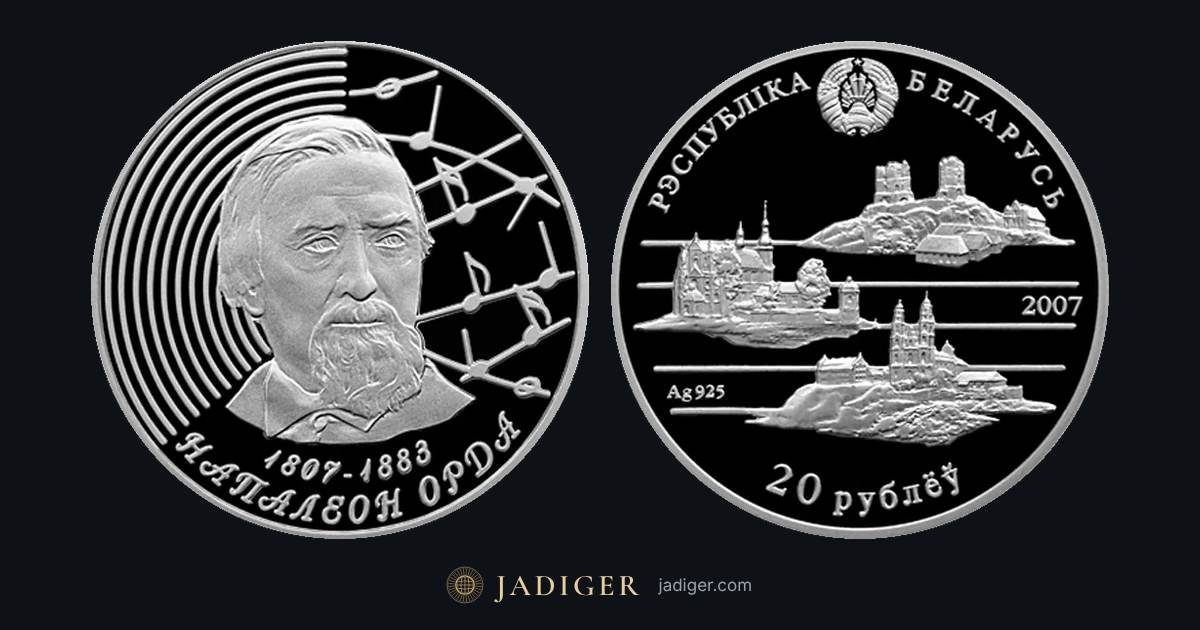 1807-1883
НАПАЛЕОН ОРДА
РЭСПУБЛІКА БЕЛАРУСЬ
2007
Ag 925
20 рублёў
JADIGER jadiger.com